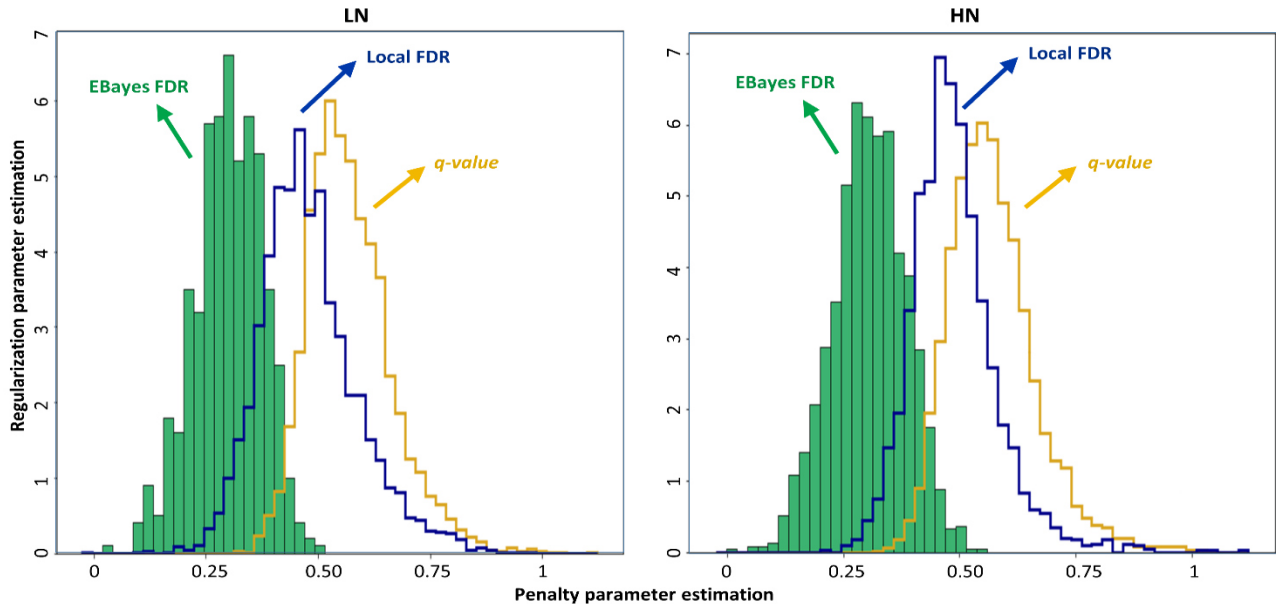 LN
HN
EBayes FDR
Local FDR
q-value
EBayes FDR
Local FDR
q-value
Regularization parameter estimation
7
6
5
4
3
2
1
0
7
6
5
4
3
2
1
0
0 0.25 0.50 0.75 1
0 0.25 0.50 0.75 1
Penalty parameter estimation